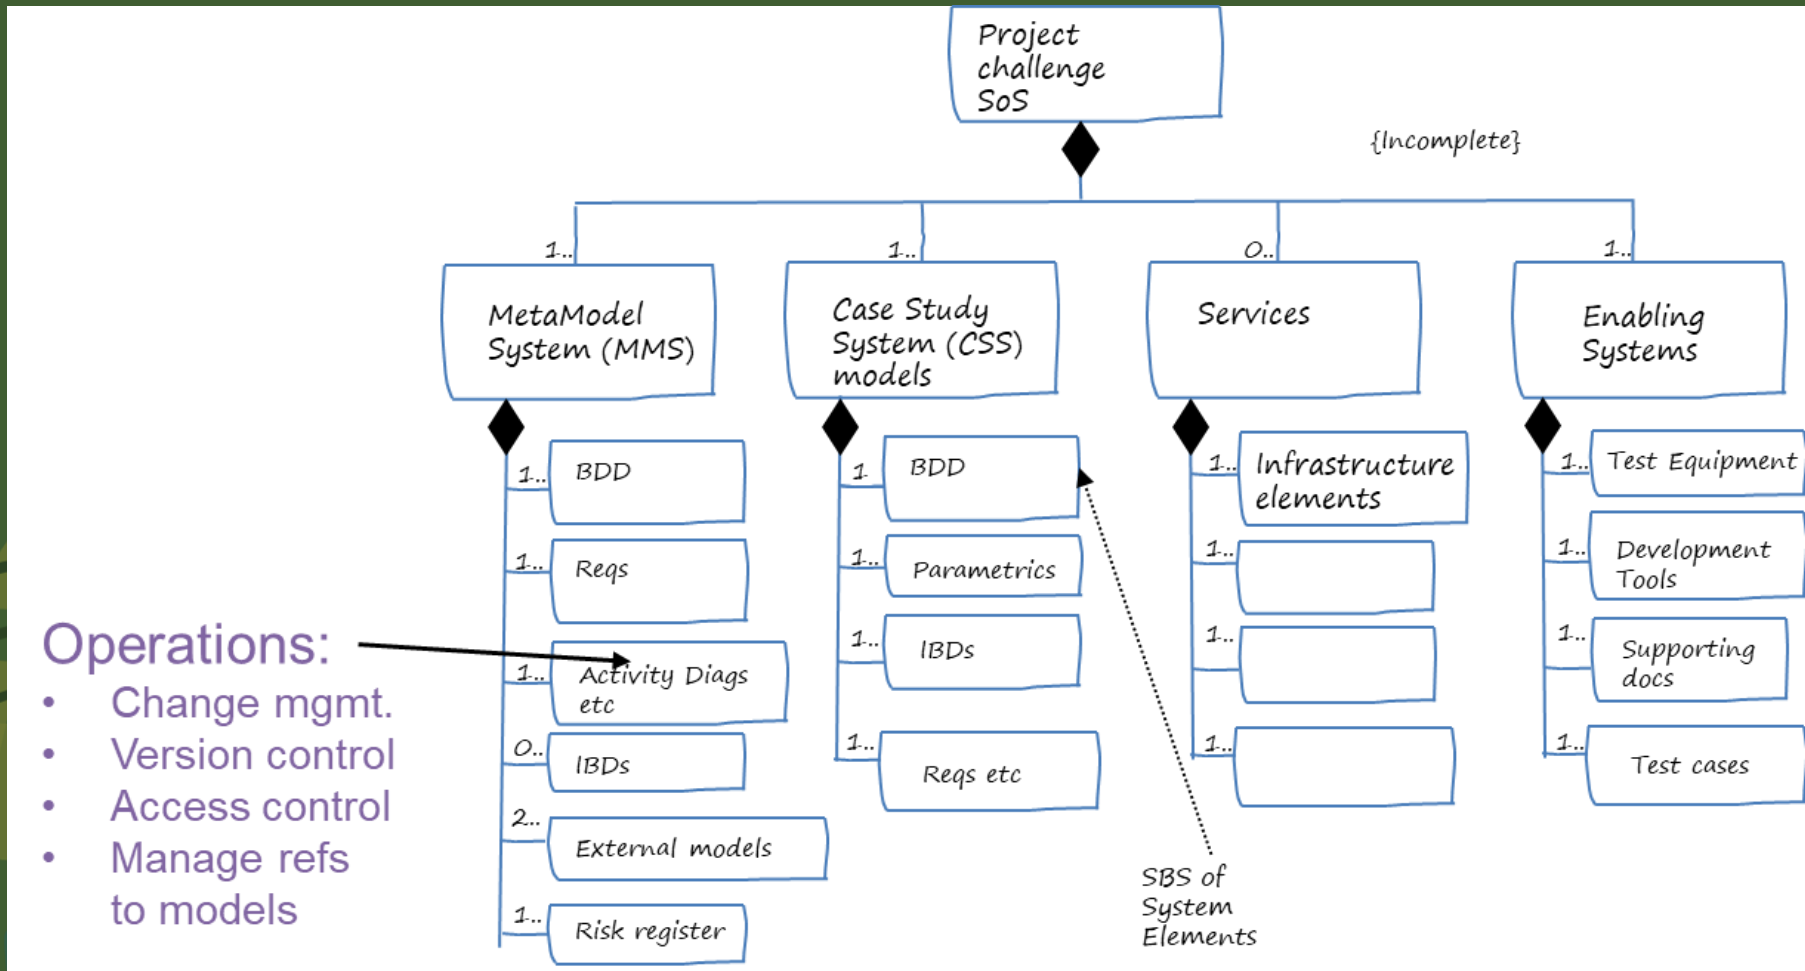 Project
challenge
SoS
{Incomplete}
1..
1..
0..
1..
MetaModel
System (MMS)
Case Study
System (CSS)
models
Services
Enabling
Systems
1..
BDD
1..
Reqs
1..
Activity Diags
etc
0..
IBDs
2..
External models
1..
Risk register
1
BDD
1..
Parametrics
1..
IBDs
1..
Reqs etc
1..
Infrastructure
elements
1..
1..
1..
1..
Test Equipment
1..
Development
Tools
1..
Supporting
docs
1..
Test cases
SBS of
System
Elements
Operations:
• Change mgmt.
• Version control
• Access control
• Manage refs
to models